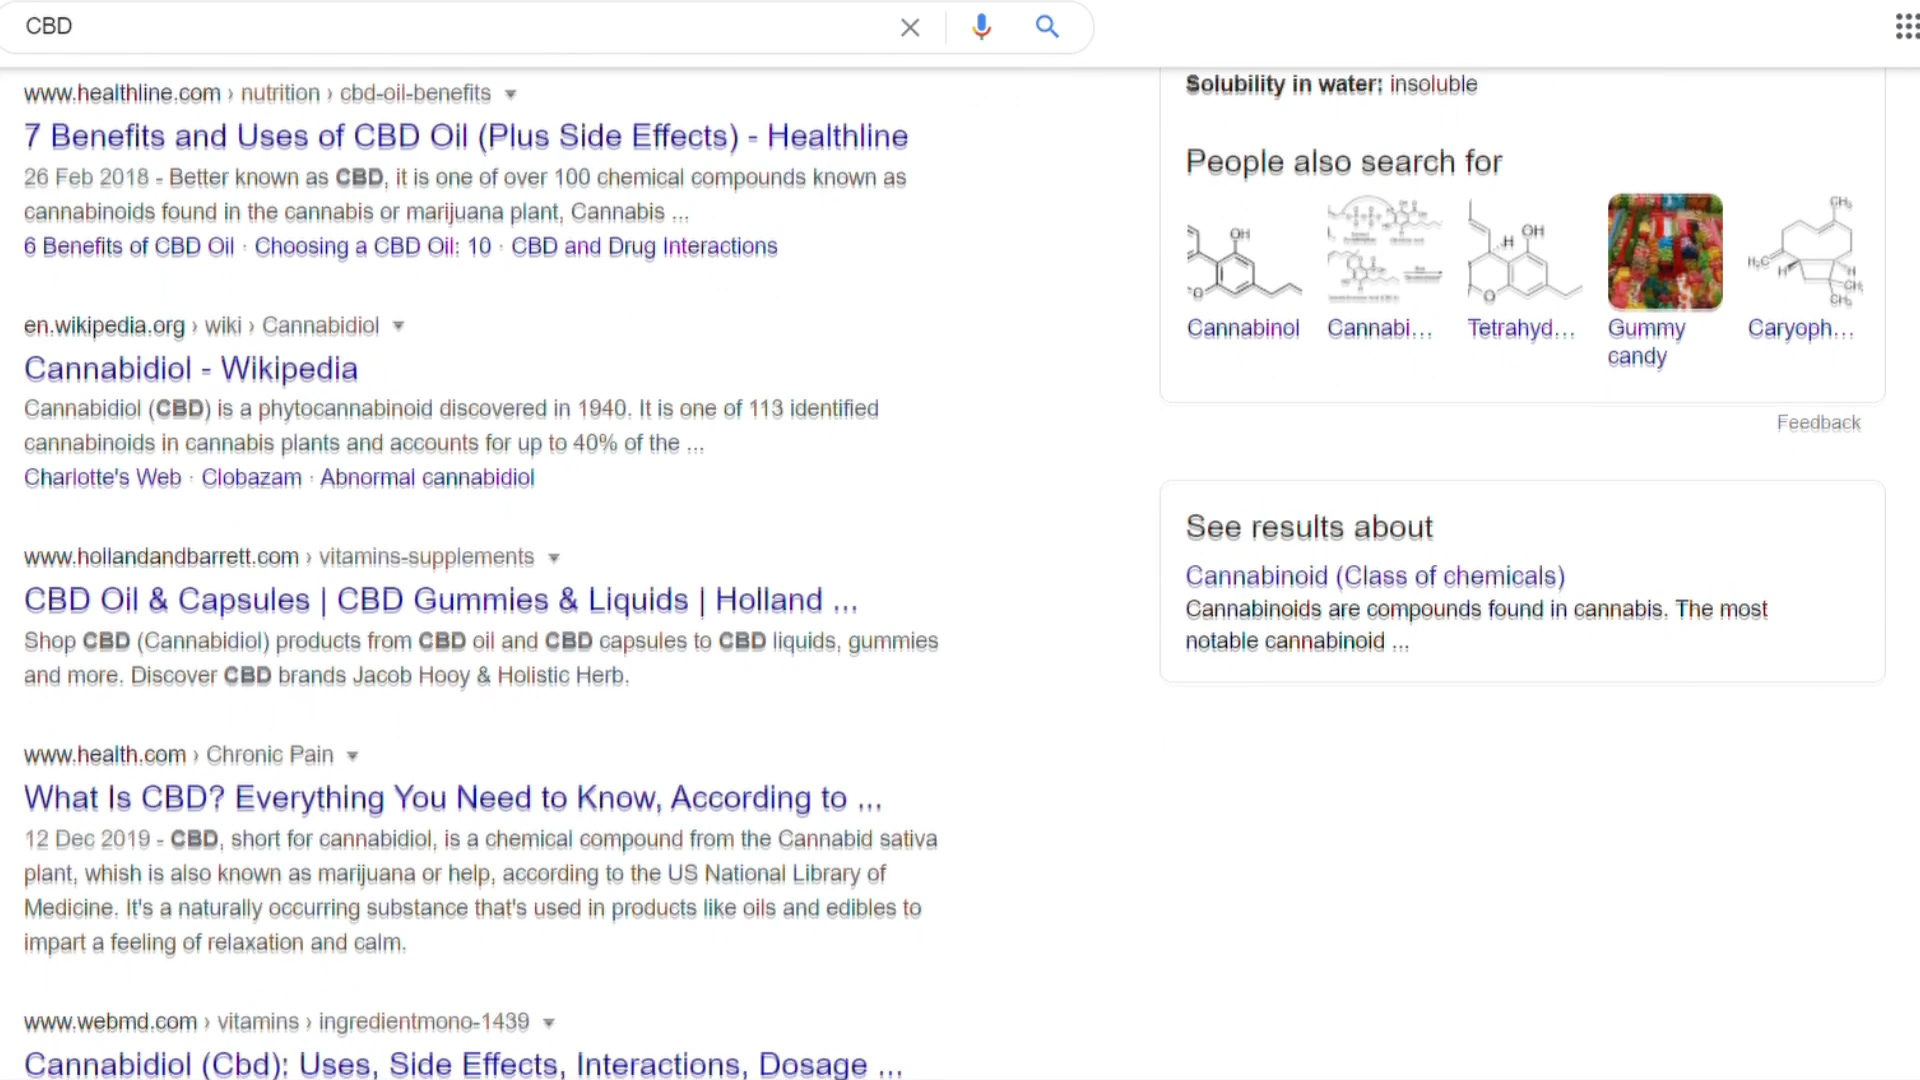 CBD
www.healthline.com › nutrition › cbd-oil-benefits
7 Benefits and Uses of CBD Oil (Plus Side Effects) - Healthline
26 Feb 2018 - Better known as CBD, it is one of over 100 chemical compounds known as
cannabinoids found in the cannabis or marijuana plant, Cannabis ...
6 Benefits of CBD Oil · Choosing a CBD Oil: 10 · CBD and Drug Interactions
en.wikipedia.org › wiki › Cannabidiol
Cannabidiol - Wikipedia
Cannabidiol (CBD) is a phytocannabinoid discovered in 1940. It is one of 113 identified
cannabinoids in cannabis plants and accounts for up to 40% of the ...
Charlotte's Web · Clobazam · Abnormal cannabidiol
www.hollandandbarrett.com › vitamins-supplements
CBD Oil & Capsules | CBD Gummies & Liquids | Holland ...
Shop CBD (Cannabidiol) products from CBD oil and CBD capsules to CBD liquids, gummies
and more. Discover CBD brands Jacob Hooy & Holistic Herb.
www.health.com › Chronic Pain
What Is CBD? Everything You Need to Know, According to ...
12 Dec 2019 - CBD, short for cannabidiol, is a chemical compound from the Cannabid sativa
plant, whish is also known as marijuana or help, according to the US National Library of
Medicine. It's a naturally occurring substance that's used in products like oils and edibles to
impart a feeling of relaxation and calm.
www.webmd.com › vitamins › ingredientmono-1439
Cannabidiol (Cbd): Uses, Side Effects, Interactions, Dosage ...
Solubility in water: insoluble
People also search for
OH
O
H OH
O
CH₃
H₂C
H
H
CH₃
Cannabinol Cannabi... Tetrahyd... Gummy candy Caryoph...
Feedback
See results about
Cannabinoid (Class of chemicals)
Cannabinoids are compounds found in cannabis. The most
notable cannabinoid ...